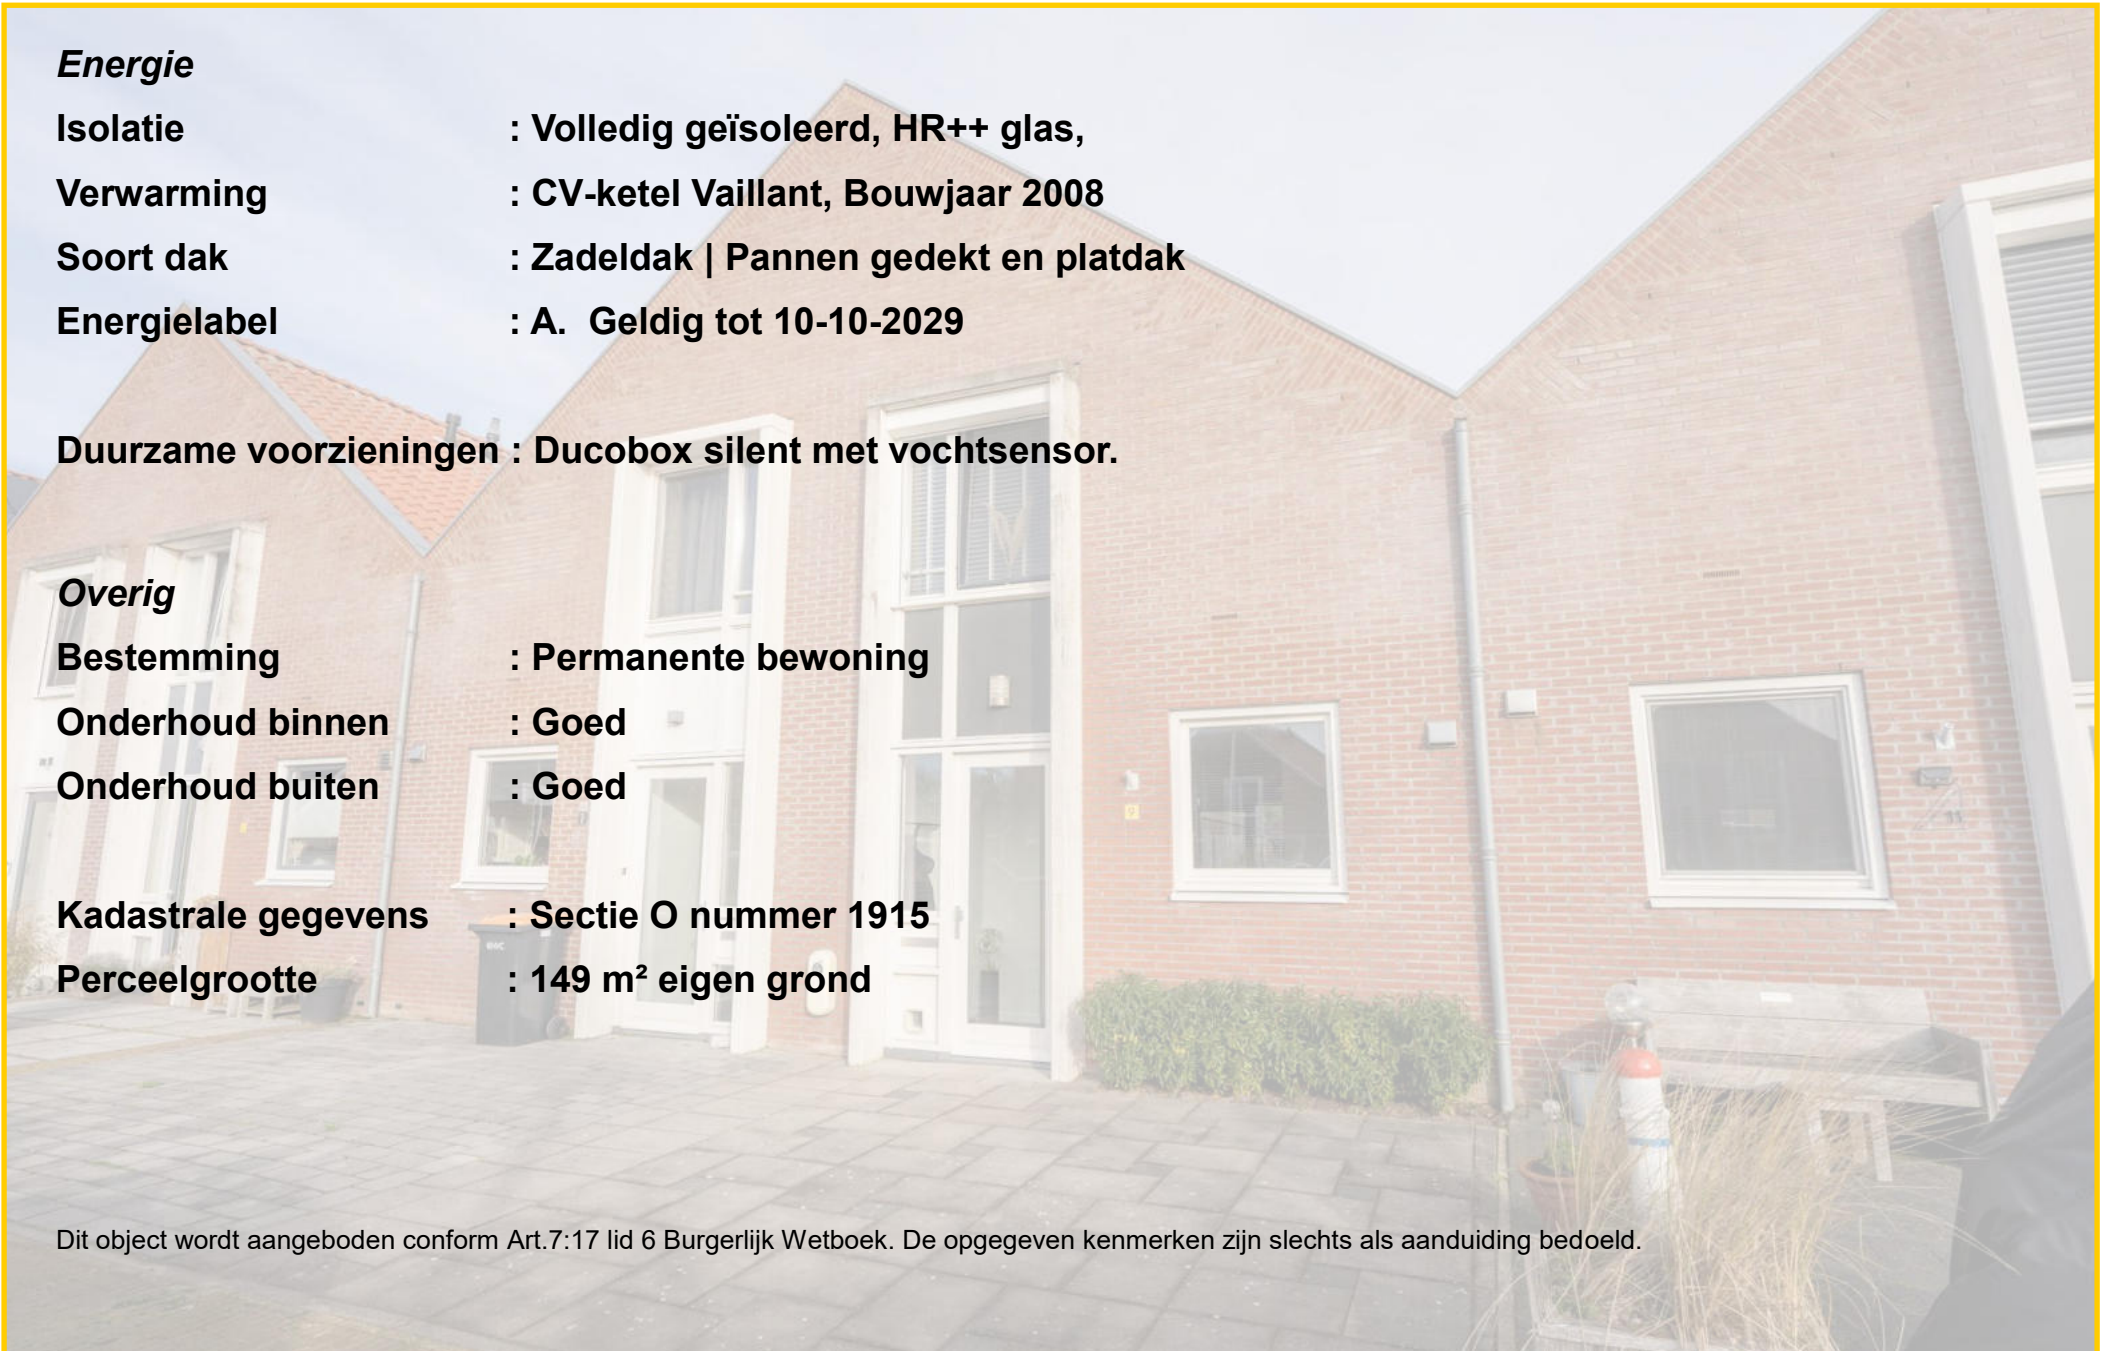 Energie
Isolatie : Volledig geïsoleerd, HR++ glas,
Verwarming : CV-ketel Vaillant, Bouwjaar 2008
Soort dak : Zadeldak | Pannen gedekt en platdak
Energielabel : A. Geldig tot 10-10-2029
Duurzame voorzieningen : Ducobox silent met vochtsensor.
Overig
Bestemming : Permanente bewoning
Onderhoud binnen : Goed
Onderhoud buiten : Goed
9
11
Kadastrale gegevens : Sectie O nummer 1915
Perceelgrootte : 149 m² eigen grond
Dit object wordt aangeboden conform Art.7:17 lid 6 Burgerlijk Wetboek. De opgegeven kenmerken zijn slechts als aanduiding bedoeld.